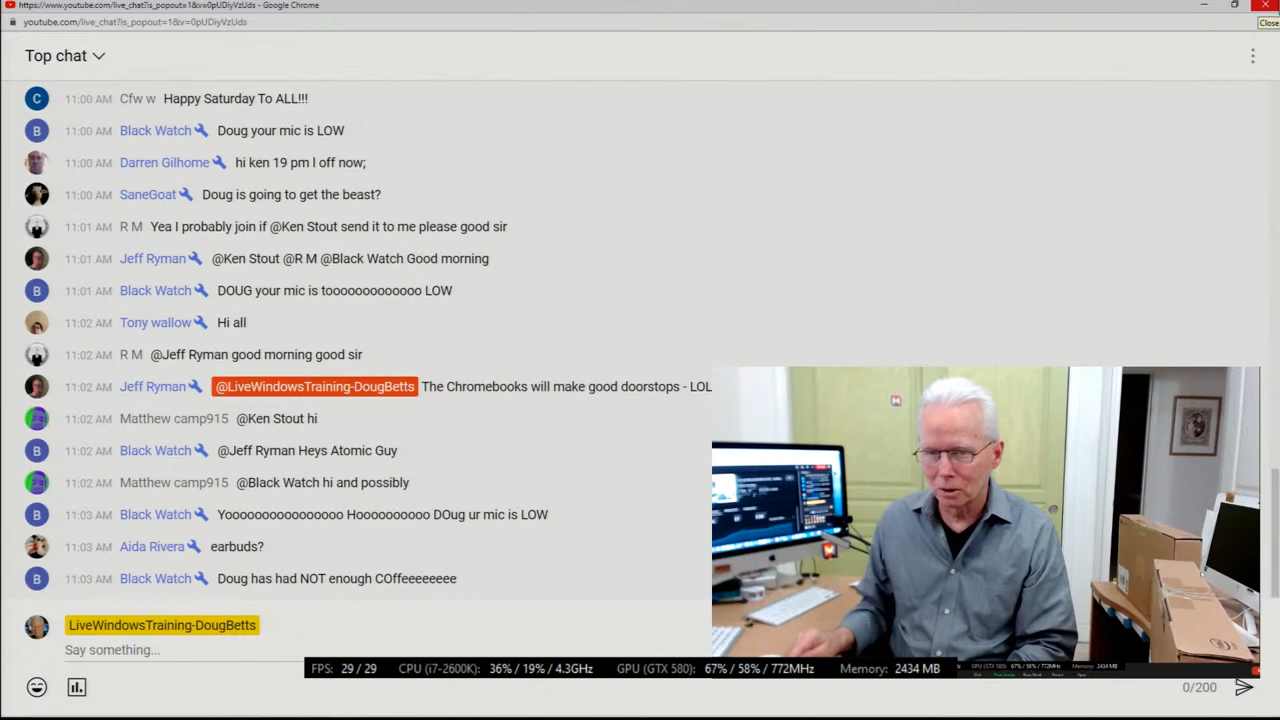 https://www.youtube.com/live_chat?is_popout=1&v=0pUDiyVzUds - Google Chrome
Close
youtube.com/live_chat?is_popout=1&v=0pUDiyVzUds
Top chat
C 11:00 AM Cfw w Happy Saturday To ALL!!!
B 11:00 AM Black Watch Doug your mic is LOW
11:00 AM Darren Gilhome hi ken 19 pm l off now;
11:00 AM SaneGoat Doug is going to get the beast?
11:01 AM R M Yea I probably join if @Ken Stout send it to me please good sir
11:01 AM Jeff Ryman @Ken Stout @R M @Black Watch Good morning
B 11:01 AM Black Watch DOUG your mic is tooooooooooooo LOW
11:02 AM Tony wallow Hi all
11:02 AM R M @Jeff Ryman good morning good sir
11:02 AM Jeff Ryman @LiveWindowsTraining-DougBetts The Chromebooks will make good doorstops - LOL
11:02 AM Matthew camp915 @Ken Stout hi
B 11:02 AM Black Watch @Jeff Ryman Heys Atomic Guy
11:02 AM Matthew camp915 @Black Watch hi and possibly
B 11:03 AM Black Watch Yooooooooooooooo Hoooooooooo DOug ur mic is LOW
11:03 AM Aida Rivera earbuds?
B 11:03 AM Black Watch Doug has had NOT enough COffeeeeeeee
LiveWindowsTraining-DougBetts
Say something...
FPS: 29 / 29 CPU (i7-2600K): 36% / 19% / 4.3GHz GPU (GTX 580): 67% / 58% / 772MHz Memory: 2434 MB
0/200